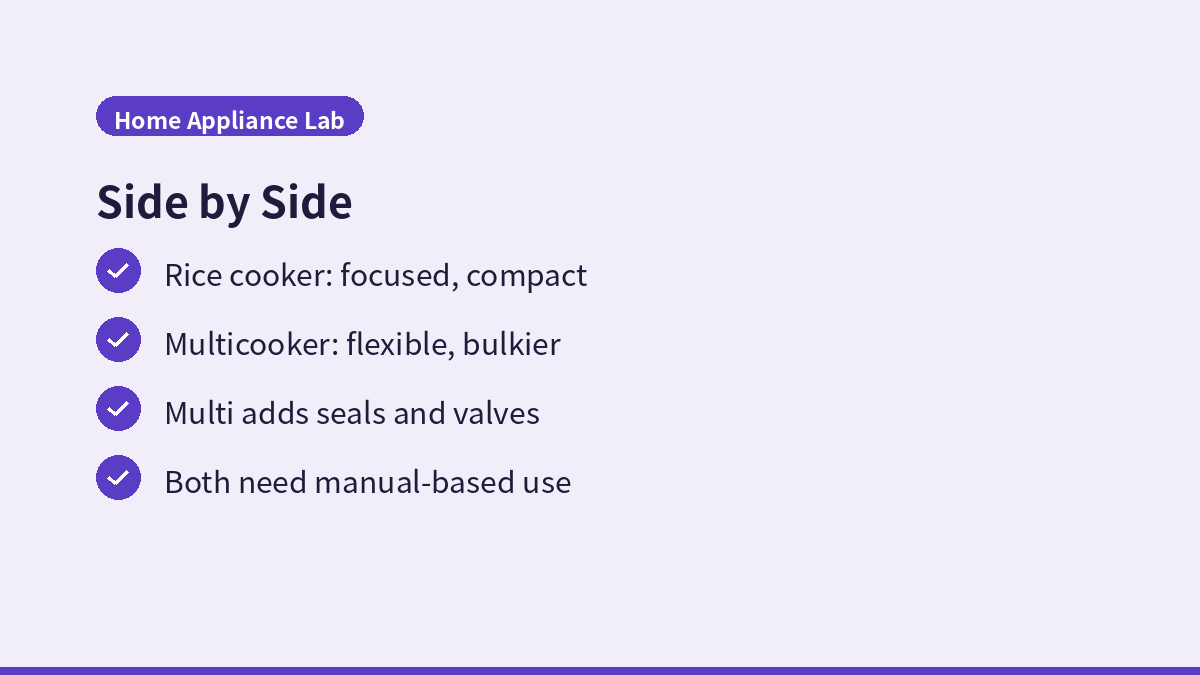 Home Appliance Lab
Side by Side
Rice cooker: focused, compact
Multicooker: flexible, bulkier
Multi adds seals and valves
Both need manual-based use